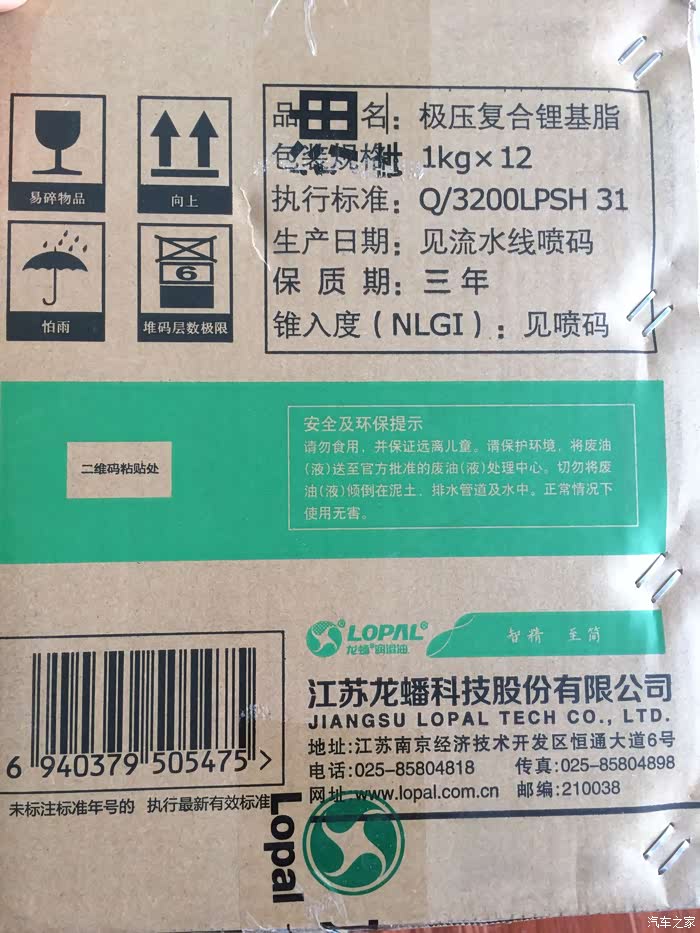 易碎物品
向上
怕雨
6
堆码层数极限
品 名：极压复合锂基脂
包装规格：1kg×12
执行标准：Q/3200LPSH 31
生产日期：见流水线喷码
保 质 期：三年
锥入度（NLGI）：见喷码
二维码粘贴处
安全及环保提示
请勿食用，并保证远离儿童。请保护环境，将废油
(液)送至官方批准的废油(液)处理中心。切勿将废
油(液)倾倒在泥土，排水管道及水中。正常情况下
使用无害。
LOPAL®
龙蟠®润滑油
智精 至简
江苏龙蟠科技股份有限公司
JIANGSU LOPAL TECH CO., LTD.
地址:江苏南京经济技术开发区恒通大道6号
电话:025-85804818 传真:025-85804898
网址:www.lopal.com.cn 邮编:210038
6 940379 505475 >
未标注标准年号的 执行最新有效标准
Lopal
汽车之家